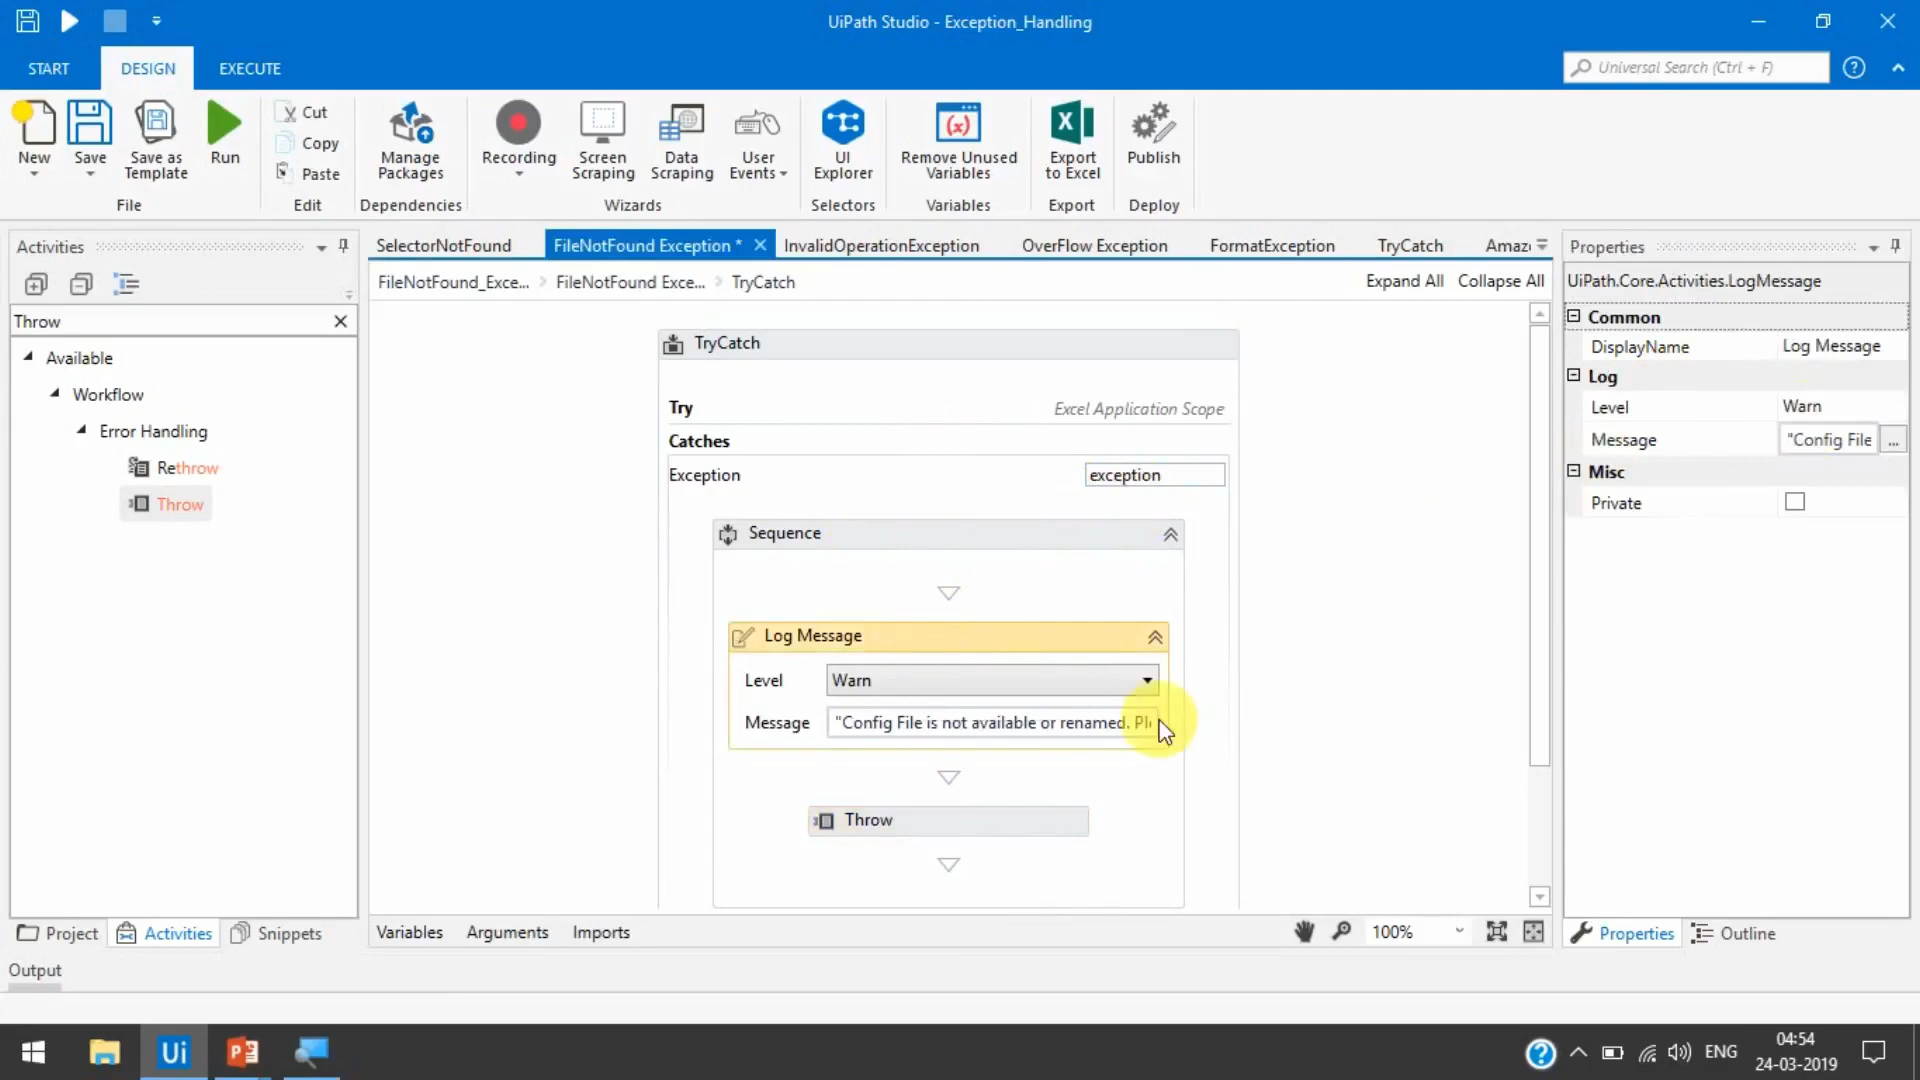 UiPath Studio - Exception_Handling
START
DESIGN
EXECUTE
Universal Search (Ctrl + F)
New
Save
Save as Template
Run
Cut
Copy
Paste
Manage Packages
Recording
Screen Scraping
Data Scraping
User Events
UI Explorer
Remove Unused Variables
Export to Excel
Publish
File
Edit
Dependencies
Wizards
Selectors
Variables
Export
Deploy
Activities
SelectorNotFound
FileNotFound Exception *
InvalidOperationException
OverFlow Exception
FormatException
TryCatch
Amaz
Properties
FileNotFound_Exce... > FileNotFound Exce... > TryCatch
Expand All
Collapse All
UiPath.Core.Activities.LogMessage
Throw
Available
Workflow
Error Handling
Rethrow
Throw
TryCatch
Try
Excel Application Scope
Catches
Exception
exception
Sequence
Log Message
Level
Warn
Message
"Config File is not available or renamed.
Throw
Common
DisplayName
Log Message
Log
Level
Warn
Message
"Config File
...
Misc
Private
Project
Activities
Snippets
Variables
Arguments
Imports
100%
Properties
Outline
Output
Ui
ENG
04:54
24-03-2019